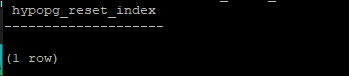 hypopg_reset_index
--------------------
(1 row)